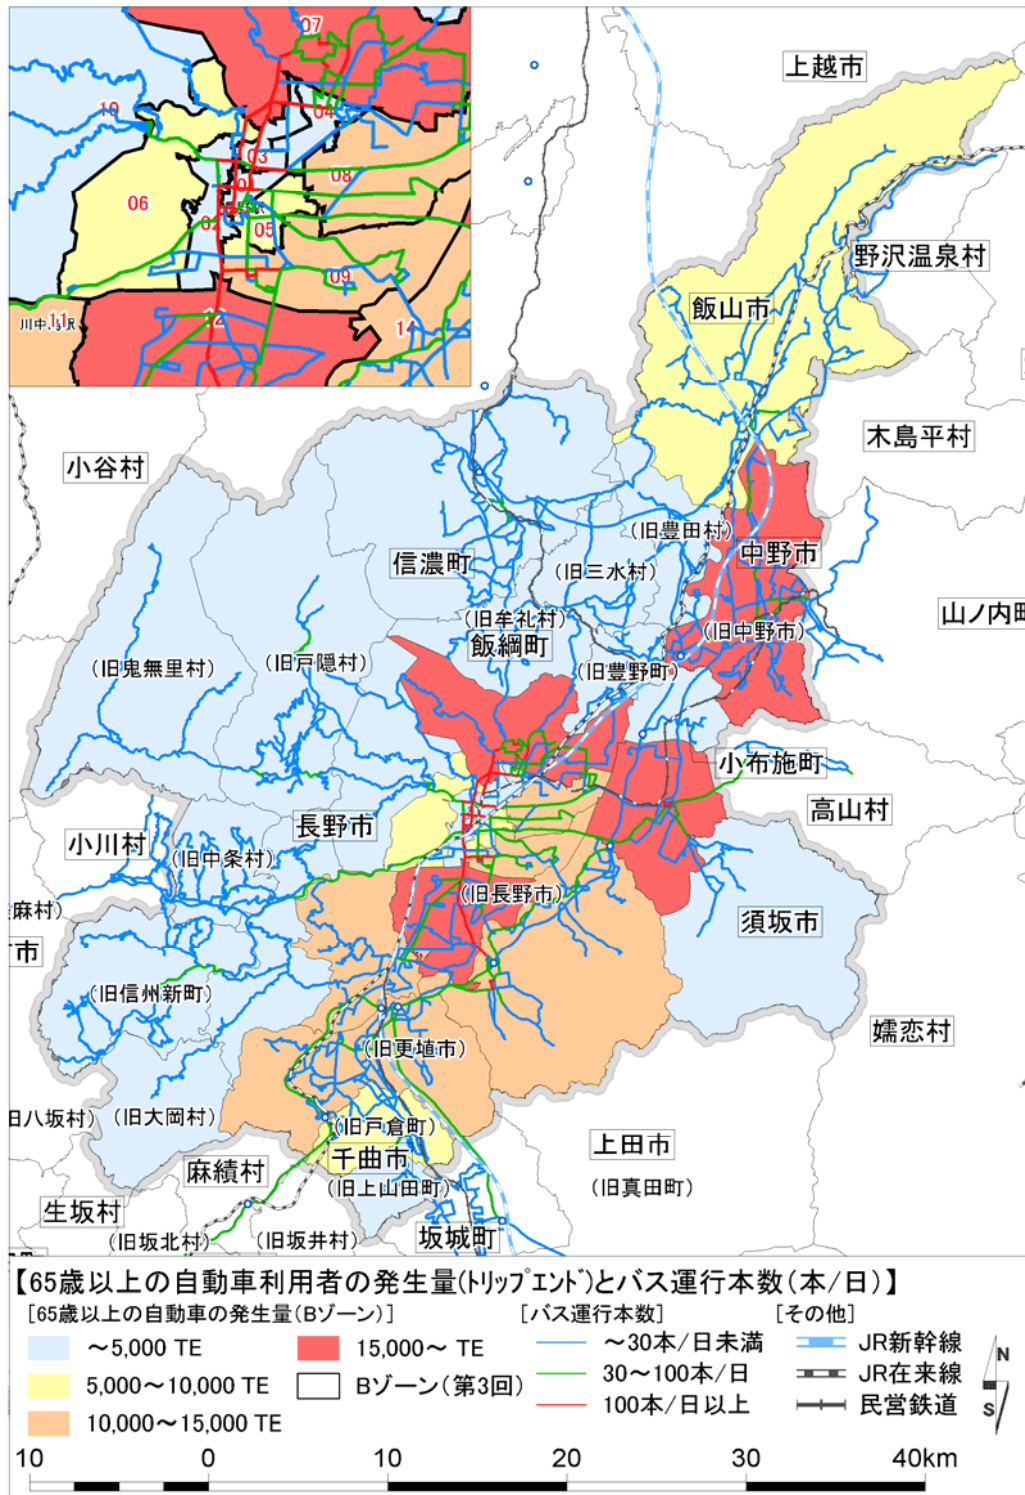 07
10
04
03
08
01
06
02
05
09
12
14
11
上越市
野沢温泉村
飯山市
木島平村
小谷村
(旧豊田村)
中野市
信濃町
(旧三水村)
山ノ内町
(旧牟礼村)
(旧中野市)
飯綱町
(旧鬼無里村)
(旧戸隠村)
(旧豊野町)
小布施町
高山村
長野市
小川村
(旧中条村)
(旧長野市)
麻村)
須坂市
市
(旧信州新町)
嬬恋村
(旧更埴市)
旧八坂村)
(旧大岡村)
(旧戸倉町)
上田市
千曲市
麻績村
(旧上山田町)
(旧真田町)
生坂村
(旧坂北村)
(旧坂井村)
坂城町
【65歳以上の自動車利用者の発生量(トリップエンド)とバス運行本数(本/日)】
[65歳以上の自動車の発生量(Bゾーン)]
[バス運行本数]
[その他]
～5,000 TE
15,000～ TE
～30本/日未満
JR新幹線
5,000～10,000 TE
Bゾーン(第3回)
30～100本/日
JR在来線
10,000～15,000 TE
100本/日以上
民営鉄道
N
S
10
0
10
20
30
40km